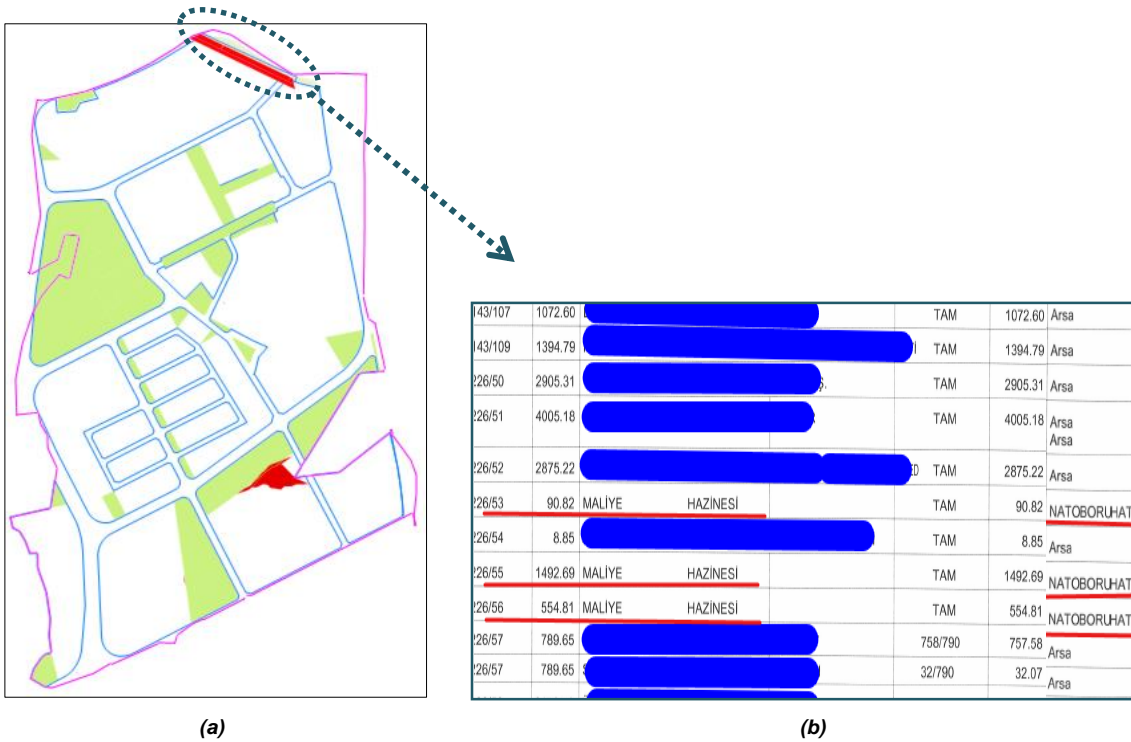 143/107 1072.60 TAM 1072.60 Arsa
143/109 1394.79 TAM 1394.79 Arsa
226/50 2905.31 Ş. TAM 2905.31 Arsa
226/51 4005.18 TAM 4005.18 Arsa
Arsa
226/52 2875.22 ED TAM 2875.22 Arsa
226/53 90.82 MALİYE HAZİNESİ TAM 90.82 NATOBORUHAT
226/54 8.85 TAM 8.85 Arsa
226/55 1492.69 MALİYE HAZİNESİ TAM 1492.69 NATOBORUHAT
226/56 554.81 MALİYE HAZİNESİ TAM 554.81 NATOBORUHAT
226/57 789.65 758/790 757.58 Arsa
226/57 789.65 32/790 32.07 Arsa
(a)
(b)